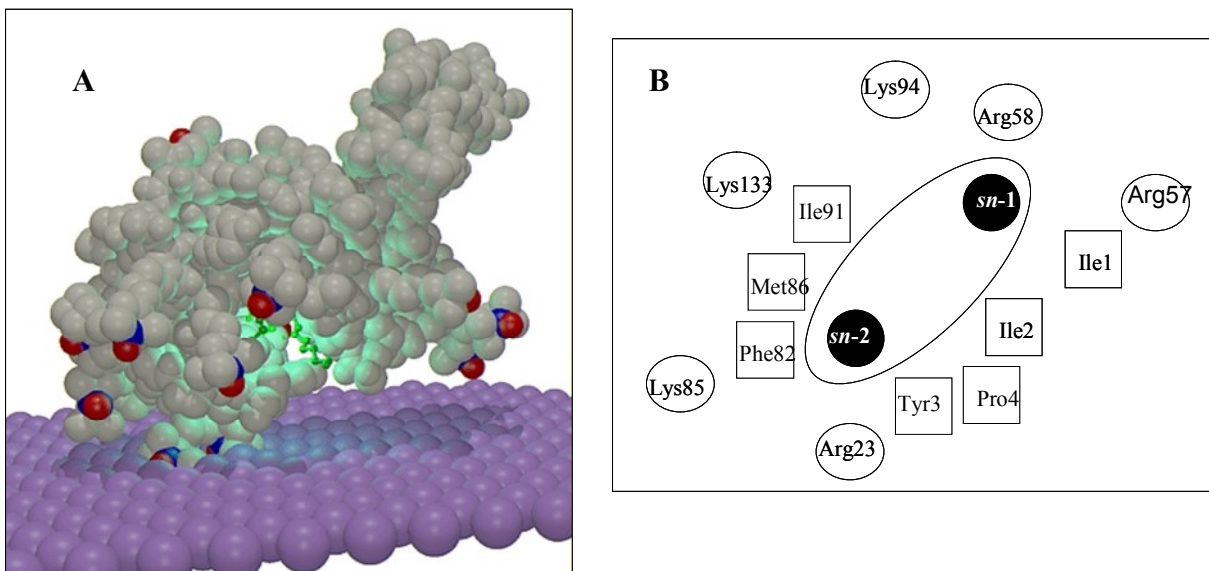 A
B
Lys94
Arg58
Lys133
Ile91
sn-1
Arg57
Ile1
Met86
Ile2
sn-2
Phe82
Lys85
Tyr3
Pro4
Arg23